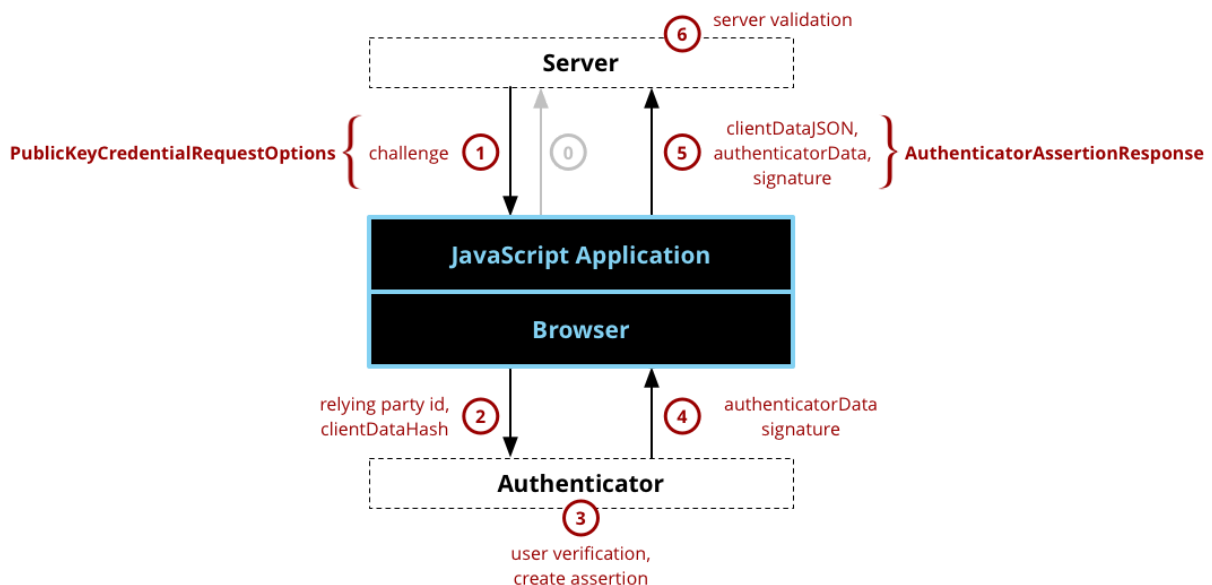 6
server validation
Server
PublicKeyCredentialRequestOptions
challenge
1
0
5
clientDataJSON,
authenticatorData,
signature
AuthenticatorAssertionResponse
JavaScript Application
Browser
relying party id,
clientDataHash
2
4
authenticatorData
signature
Authenticator
3
user verification,
create assertion